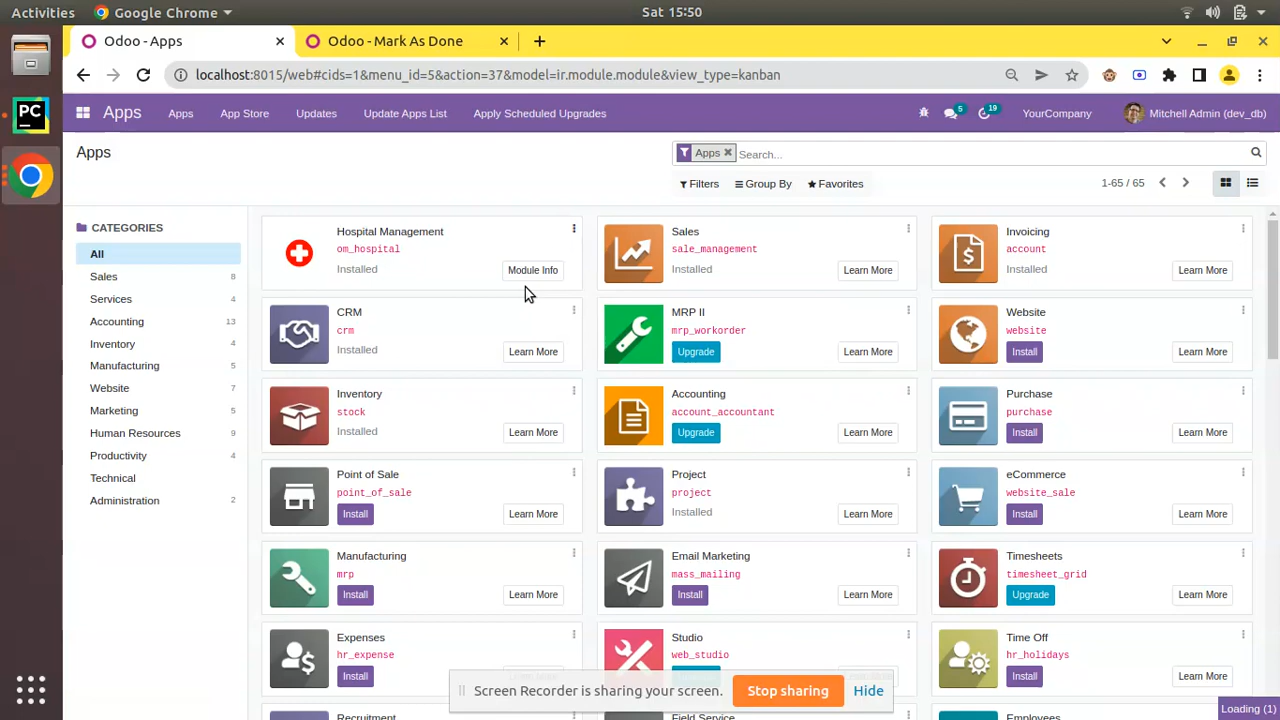 Activities Google Chrome Sat 15:50
Odoo - Apps Odoo - Mark As Done
localhost:8015/web#cids=1&menu_id=5&action=37&model=ir.module.module&view_type=kanban
Apps Apps App Store Updates Update Apps List Apply Scheduled Upgrades 5 19 YourCompany Mitchell Admin (dev_db)
Apps Apps Search...
Filters Group By Favorites 1-65 / 65
CATEGORIES
All
Sales 8
Services 4
Accounting 13
Inventory 4
Manufacturing 5
Website 7
Marketing 5
Human Resources 9
Productivity 4
Technical
Administration 2
Hospital Management
om_hospital
Installed Module Info
Sales
sale_management
Installed Learn More
Invoicing
account
Installed Learn More
CRM
crm
Installed Learn More
MRP II
mrp_workorder
Upgrade Learn More
Website
website
Install Learn More
Inventory
stock
Installed Learn More
Accounting
account_accountant
Upgrade Learn More
Purchase
purchase
Install Learn More
Point of Sale
point_of_sale
Install Learn More
Project
project
Installed Learn More
eCommerce
website_sale
Install Learn More
Manufacturing
mrp
Install Learn More
Email Marketing
mass_mailing
Install Learn More
Timesheets
timesheet_grid
Upgrade Learn More
Expenses
hr_expense
Install
Studio
web_studio
Time Off
hr_holidays
Install Learn More
Recruitment
Field Service
Employees
Screen Recorder is sharing your screen. Stop sharing Hide
Loading (1)
PC